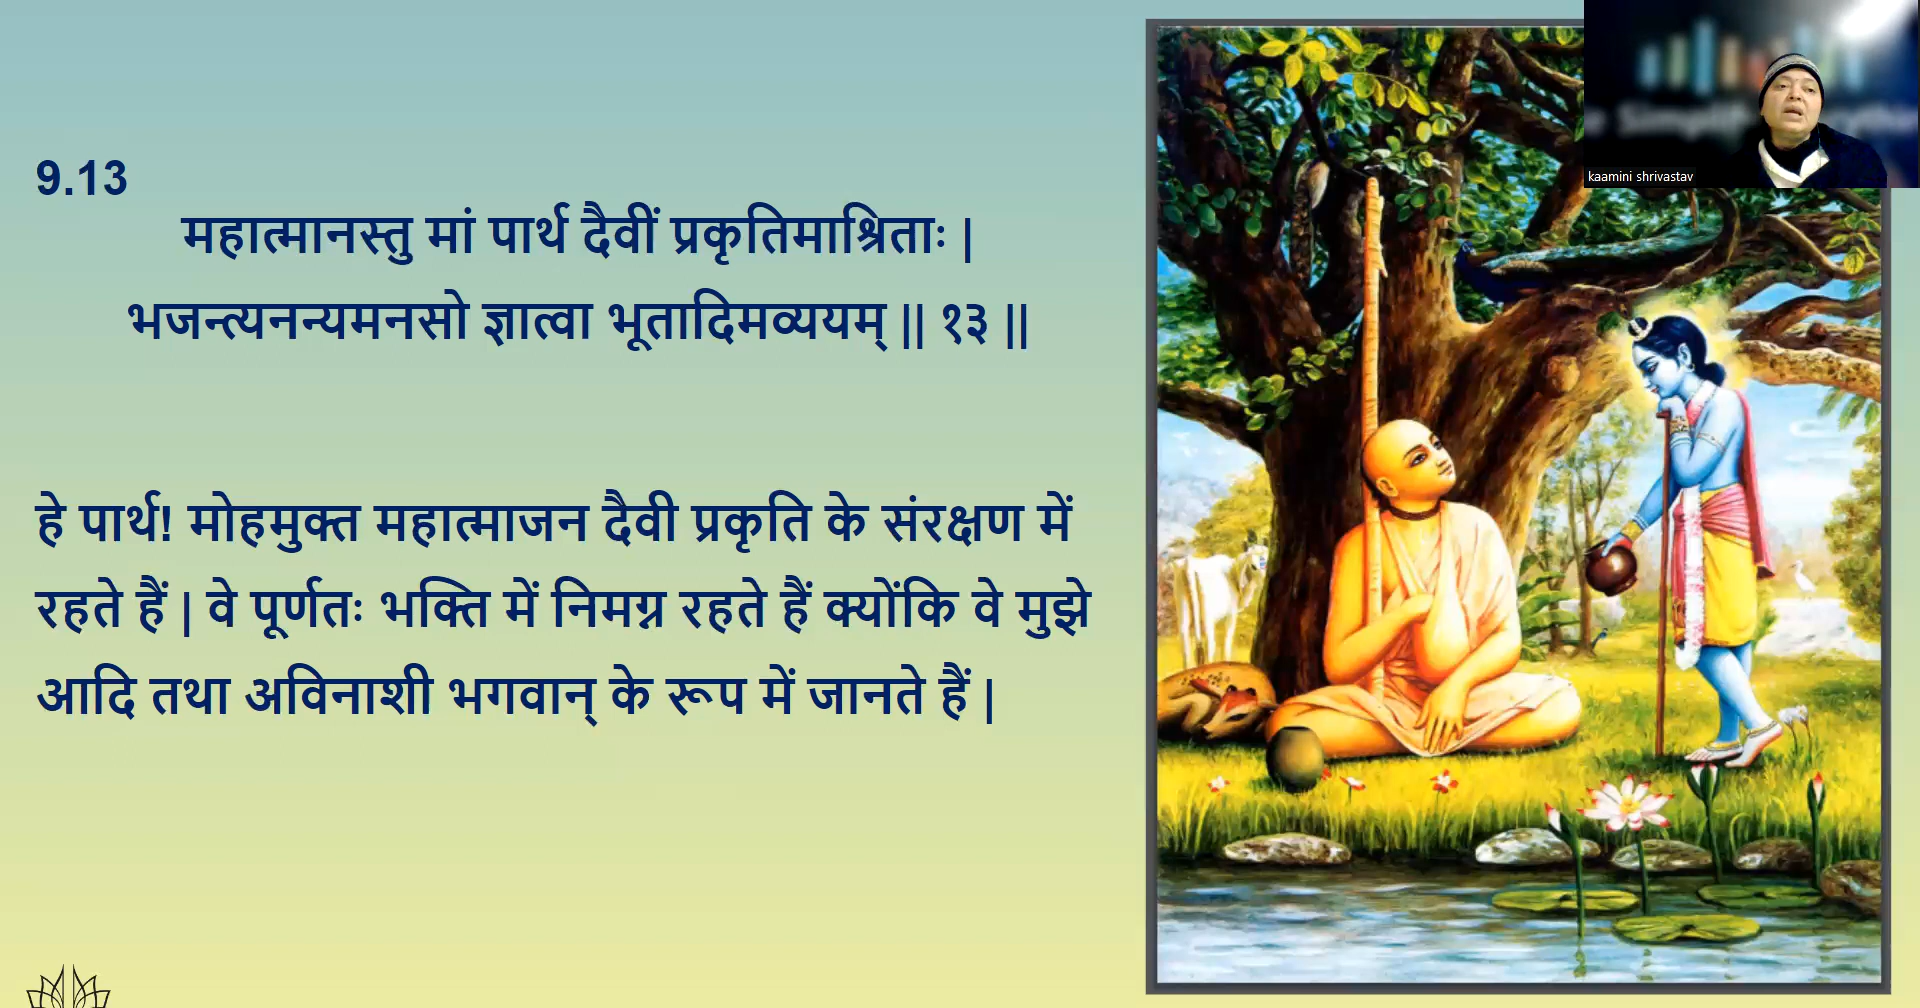 kaamini shrivastav
9.13
महात्मानस्तु मां पार्थ दैवीं प्रकृतिमाश्रिताः |
भजन्त्यनन्यमनसो ज्ञात्वा भूतादिमव्ययम् || १३ ||
हे पार्थ! मोहमुक्त महात्माजन दैवी प्रकृति के संरक्षण में
रहते हैं | वे पूर्णतः भक्ति में निमग्न रहते हैं क्योंकि वे मुझे
आदि तथा अविनाशी भगवान् के रूप में जानते हैं |